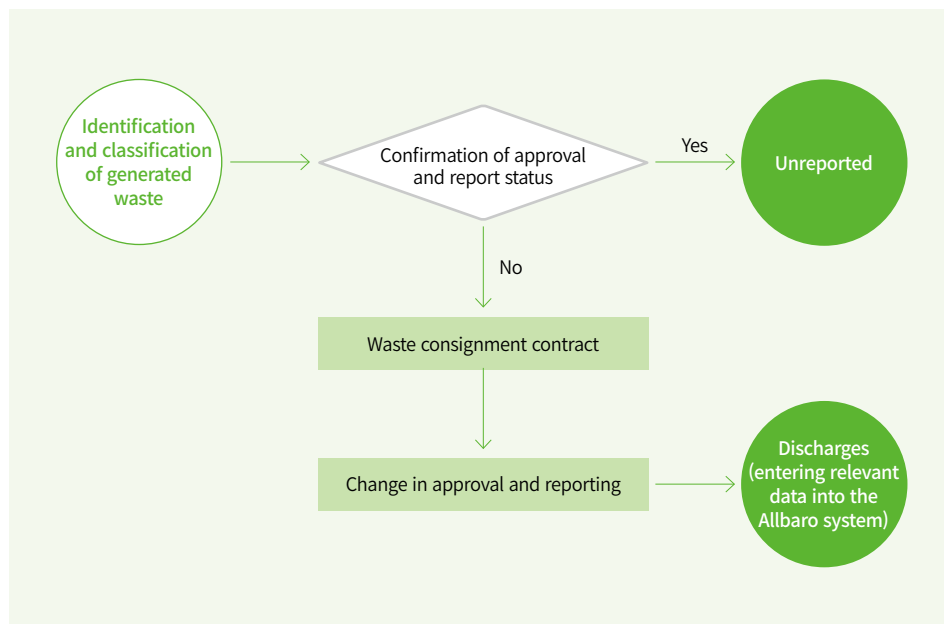 Identification
and classification
of generated
waste
Confirmation of approval
and report status
Yes
Unreported
No
Waste consignment contract
Change in approval and reporting
Discharges
(entering relevant
data into the
Allbaro system)